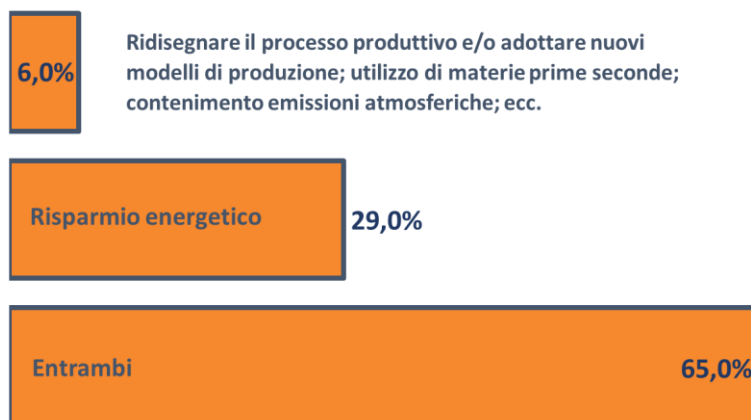 6,0%
Ridisegnare il processo produttivo e/o adottare nuovi
modelli di produzione; utilizzo di materie prime seconde;
contenimento emissioni atmosferiche; ecc.
Risparmio energetico
29,0%
Entrambi
65,0%